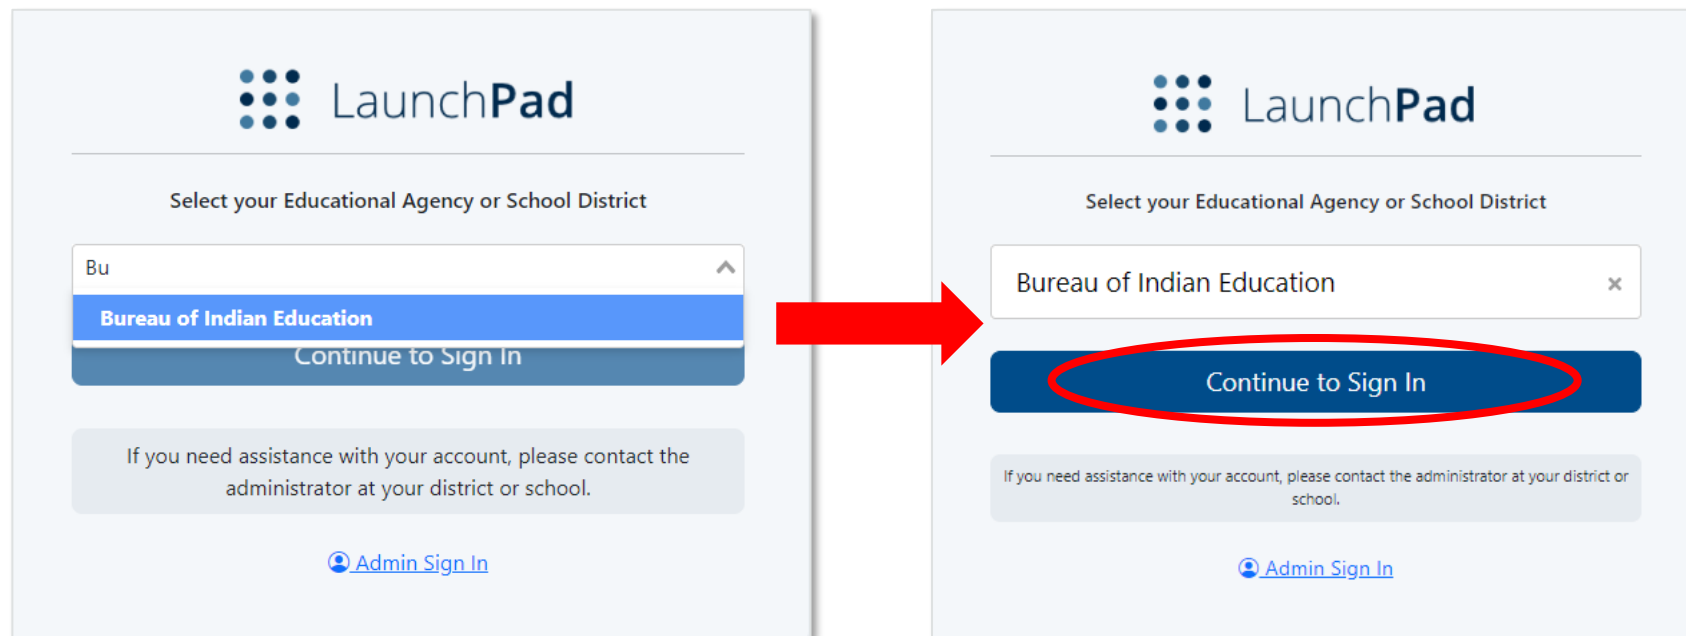 LaunchPad
Select your Educational Agency or School District
Bu
Bureau of Indian Education
Continue to Sign In
If you need assistance with your account, please contact the
administrator at your district or school.
Admin Sign In
LaunchPad
Select your Educational Agency or School District
Bureau of Indian Education
Continue to Sign In
If you need assistance with your account, please contact the administrator at your district or
school.
Admin Sign In